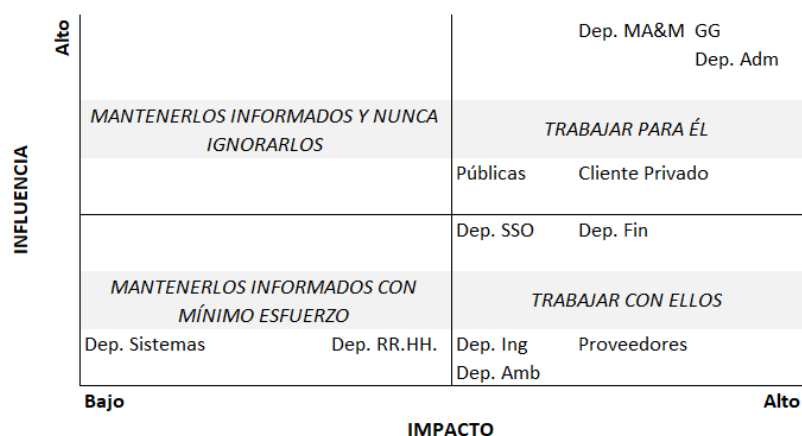 Alto
Dep. MA&M GG
Dep. Adm
MANTENERLOS INFORMADOS Y NUNCA
IGNORARLOS
TRABAJAR PARA ÉL
INFLUENCIA
Públicas Cliente Privado
Dep. SSO Dep. Fin
MANTENERLOS INFORMADOS CON
MÍNIMO ESFUERZO
TRABAJAR CON ELLOS
Dep. Sistemas Dep. RR.HH. Dep. Ing Proveedores
Dep. Amb
Bajo Alto
IMPACTO